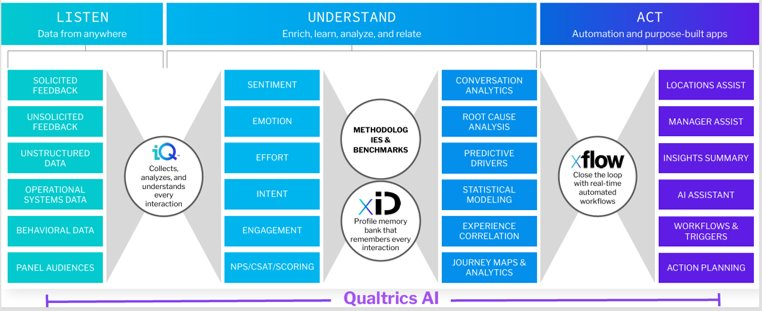 LISTEN
Data from anywhere
UNDERSTAND
Enrich, learn, analyze, and relate
ACT
Automation and purpose-built apps
SOLICITED
FEEDBACK
UNSOLICITED
FEEDBACK
UNSTRUCTURED
DATA
OPERATIONAL
SYSTEMS DATA
BEHAVIORAL DATA
PANEL AUDIENCES
iQ™
Collects,
analyzes, and
understands
every
interaction
SENTIMENT
EMOTION
EFFORT
INTENT
ENGAGEMENT
NPS/CSAT/SCORING
METHODOLOG
IES &
BENCHMARKS
xiD
Profile memory
bank that
remembers every
interaction
CONVERSATION
ANALYTICS
ROOT CAUSE
ANALYSIS
PREDICTIVE
DRIVERS
STATISTICAL
MODELING
EXPERIENCE
CORRELATION
JOURNEY MAPS &
ANALYTICS
xflow
Close the loop
with real-time
automated
workflows
LOCATIONS ASSIST
MANAGER ASSIST
INSIGHTS SUMMARY
AI ASSISTANT
WORKFLOWS &
TRIGGERS
ACTION PLANNING
Qualtrics AI